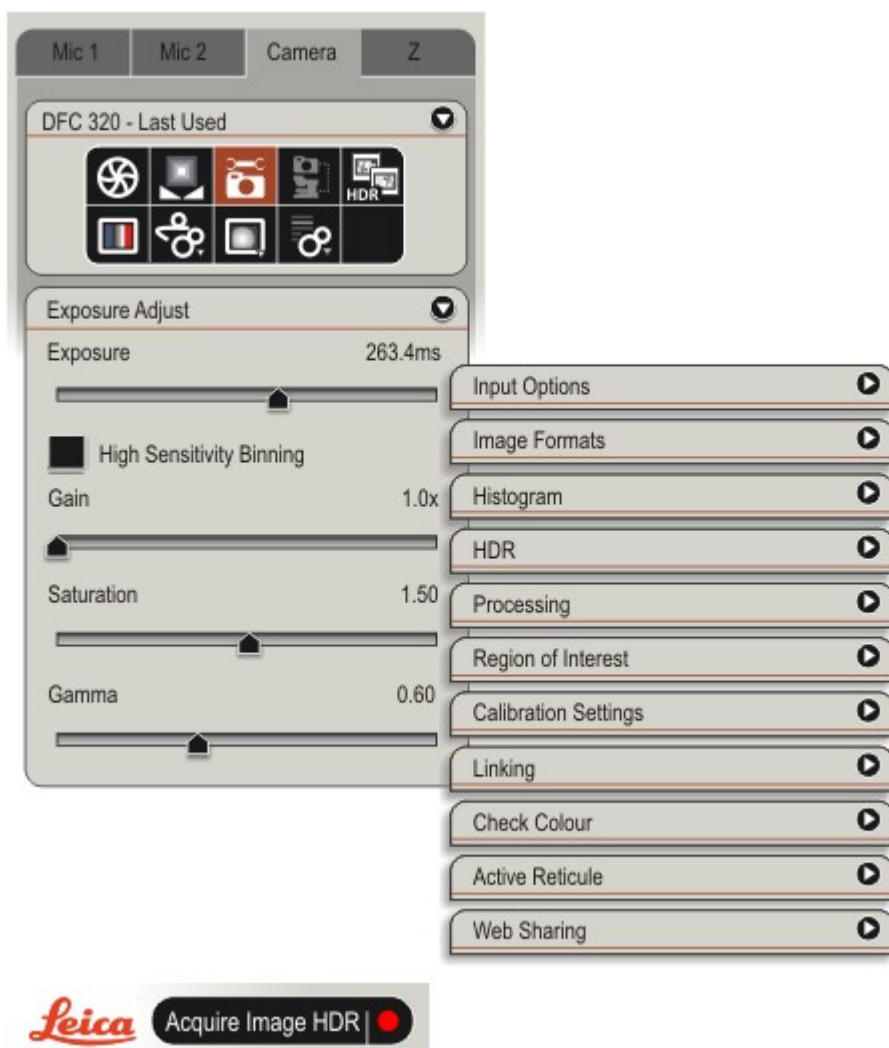 Mic 1 Mic 2 Camera Z
DFC 320 - Last Used
HDR
Exposure Adjust
Exposure 263.4ms
High Sensitivity Binning
Gain 1.0x
Saturation 1.50
Gamma 0.60
Input Options
Image Formats
Histogram
HDR
Processing
Region of Interest
Calibration Settings
Linking
Check Colour
Active Reticule
Web Sharing
Leica Acquire Image HDR